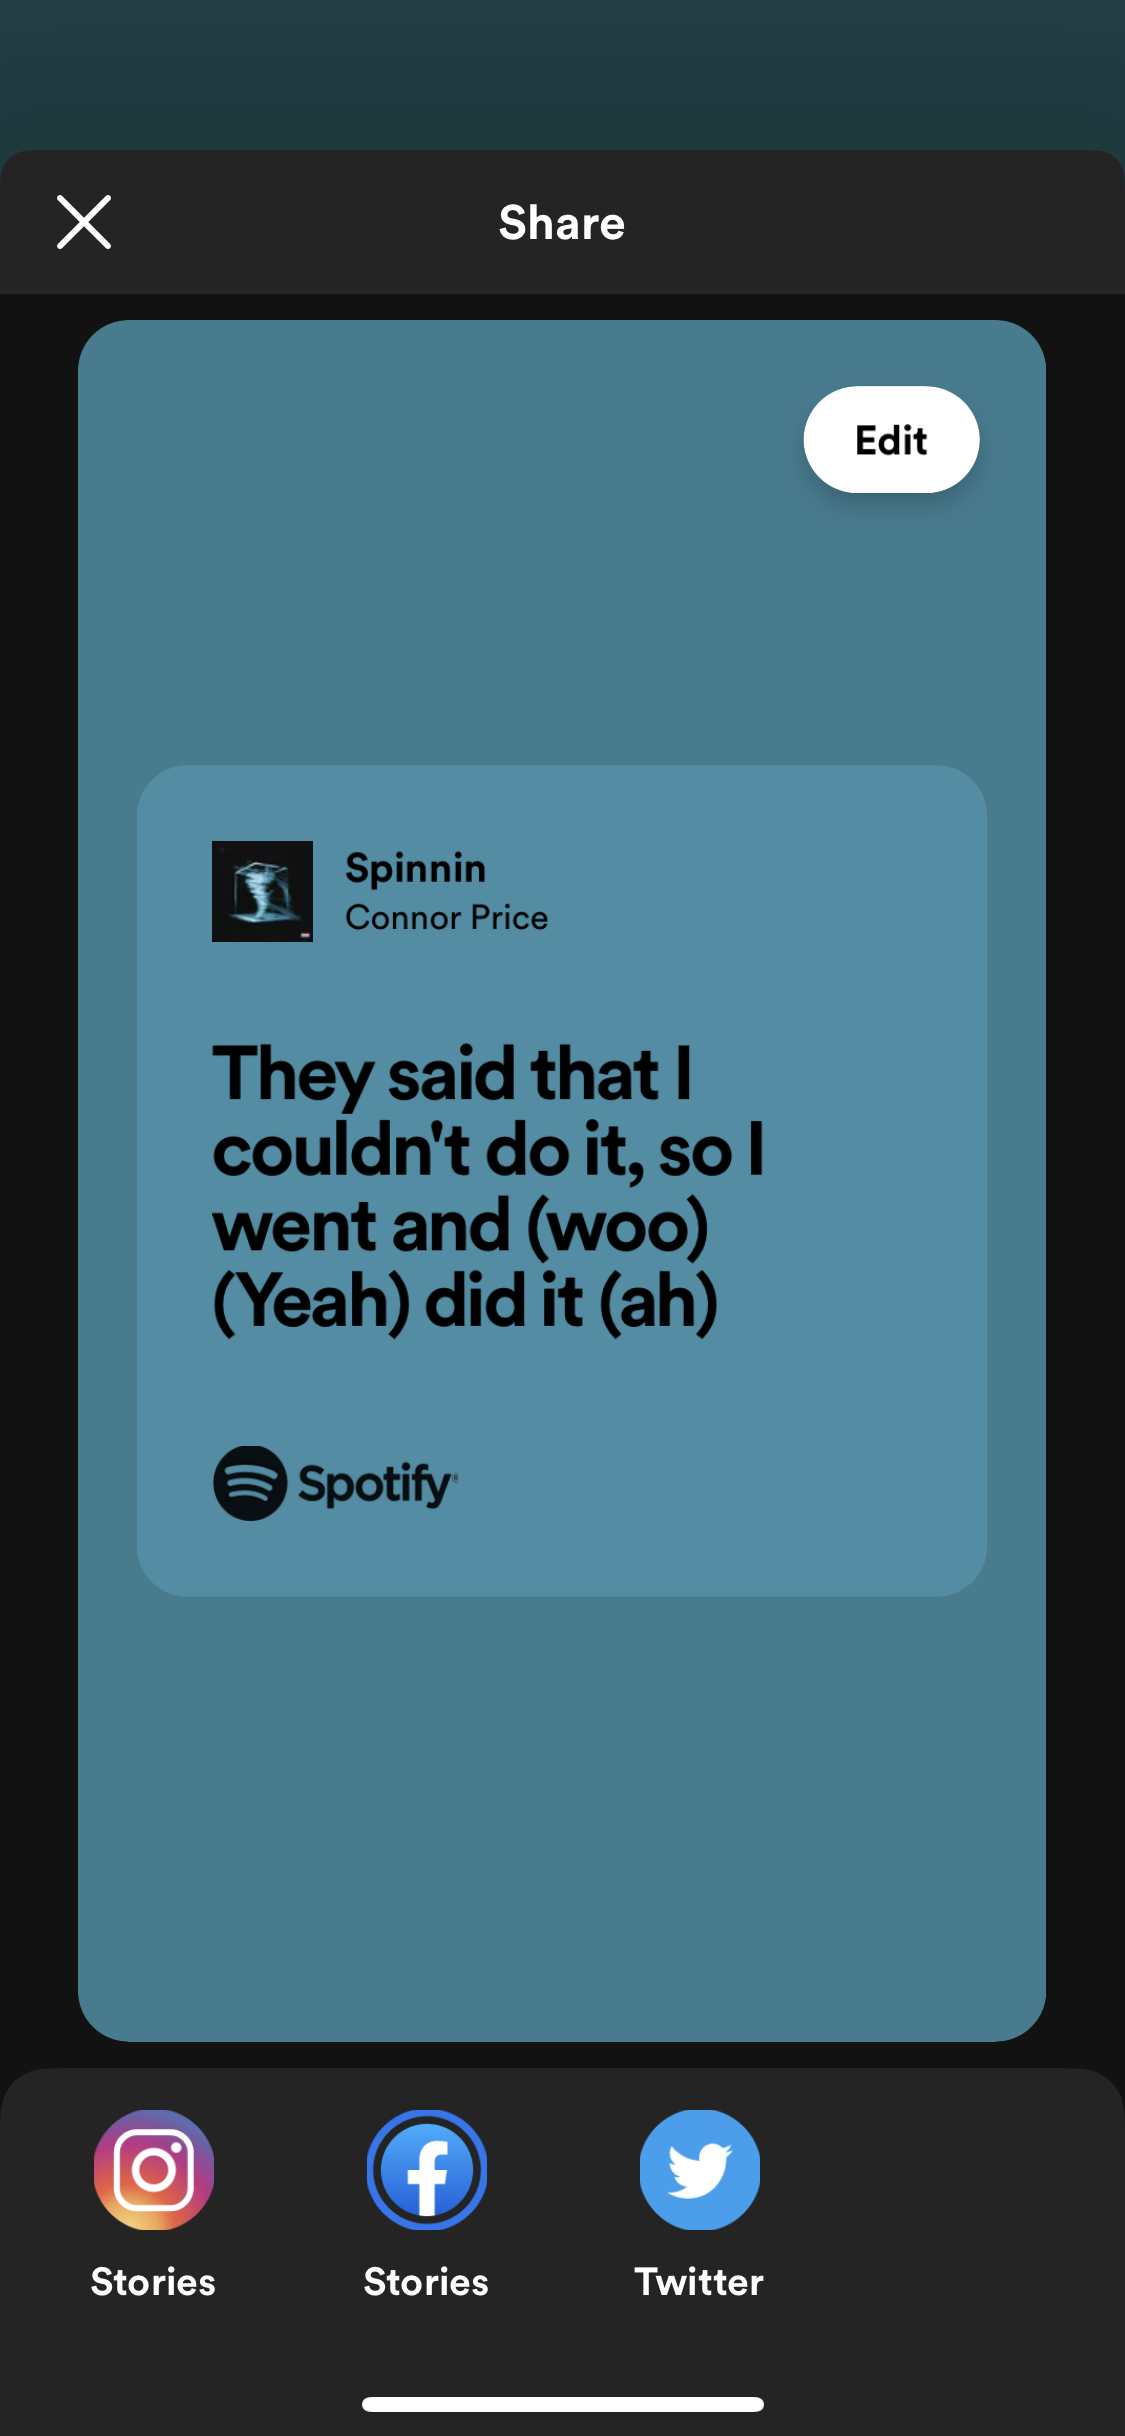 Share
Edit
Spinnin
Connor Price
They said that I
couldn't do it, so I
went and (woo)
(Yeah) did it (ah)
Spotify
Stories
Stories
Twitter